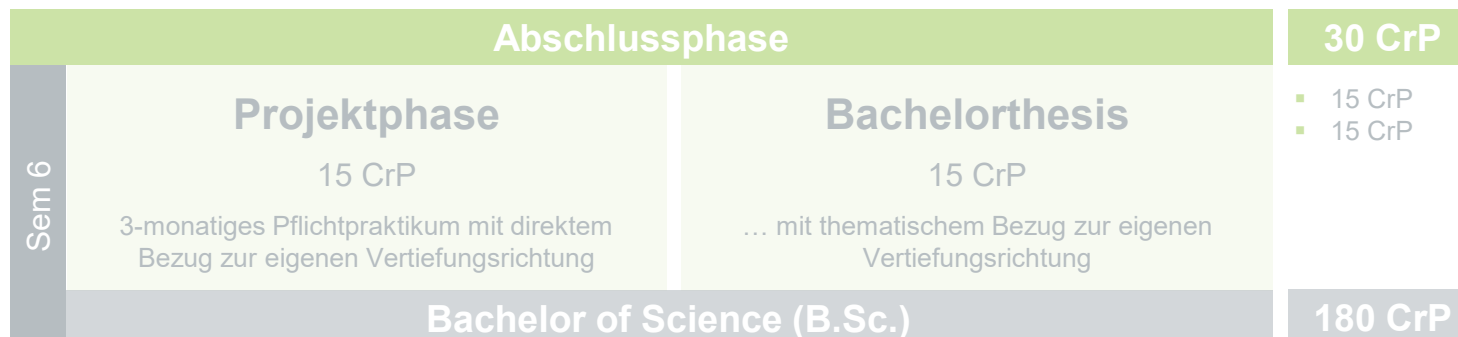 Abschlussphase
30 CrP
Sem 6
Projektphase
15 CrP
3-monatiges Pflichtpraktikum mit direktem
Bezug zur eigenen Vertiefungsrichtung
Bachelorthesis
15 CrP
… mit thematischem Bezug zur eigenen
Vertiefungsrichtung
▪ 15 CrP
▪ 15 CrP
Bachelor of Science (B.Sc.)
180 CrP